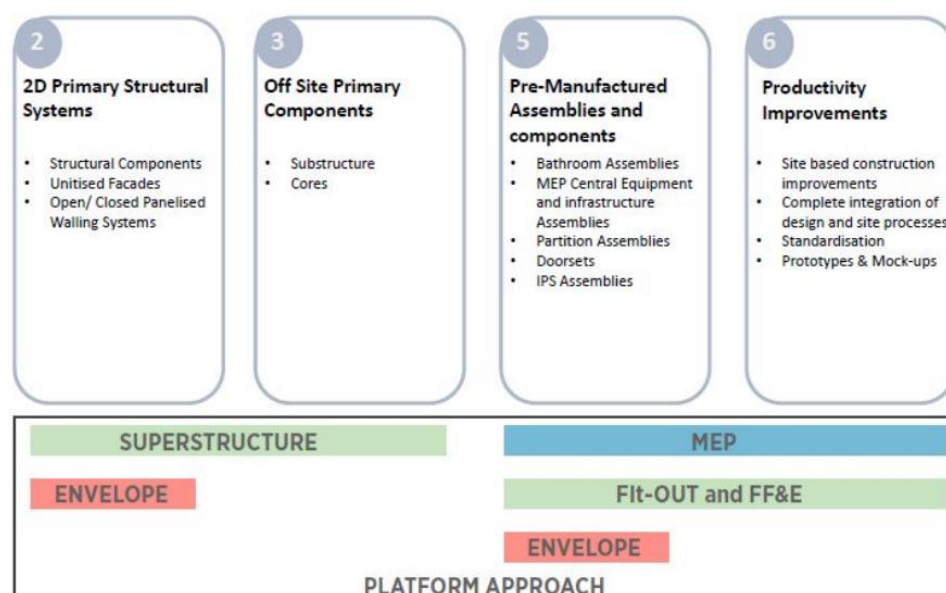 2
2D Primary Structural
Systems
• Structural Components
• Unitised Facades
• Open/ Closed Panelised
Walling Systems
3
Off Site Primary
Components
• Substructure
• Cores
5
Pre-Manufactured
Assemblies and
components
• Bathroom Assemblies
• MEP Central Equipment
and infrastructure
Assemblies
• Partition Assemblies
• Doorsets
• IPS Assemblies
6
Productivity
Improvements
• Site based construction
improvements
• Complete integration of
design and site processes
• Standardisation
• Prototypes & Mock-ups
SUPERSTRUCTURE
MEP
ENVELOPE
FIt-OUT and FF&E
ENVELOPE
PLATFORM APPROACH